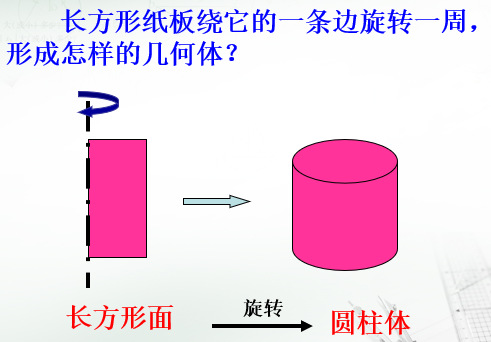 长方形纸板绕它的一条边旋转一周，
形成怎样的几何体？
长方形面
旋转
圆柱体